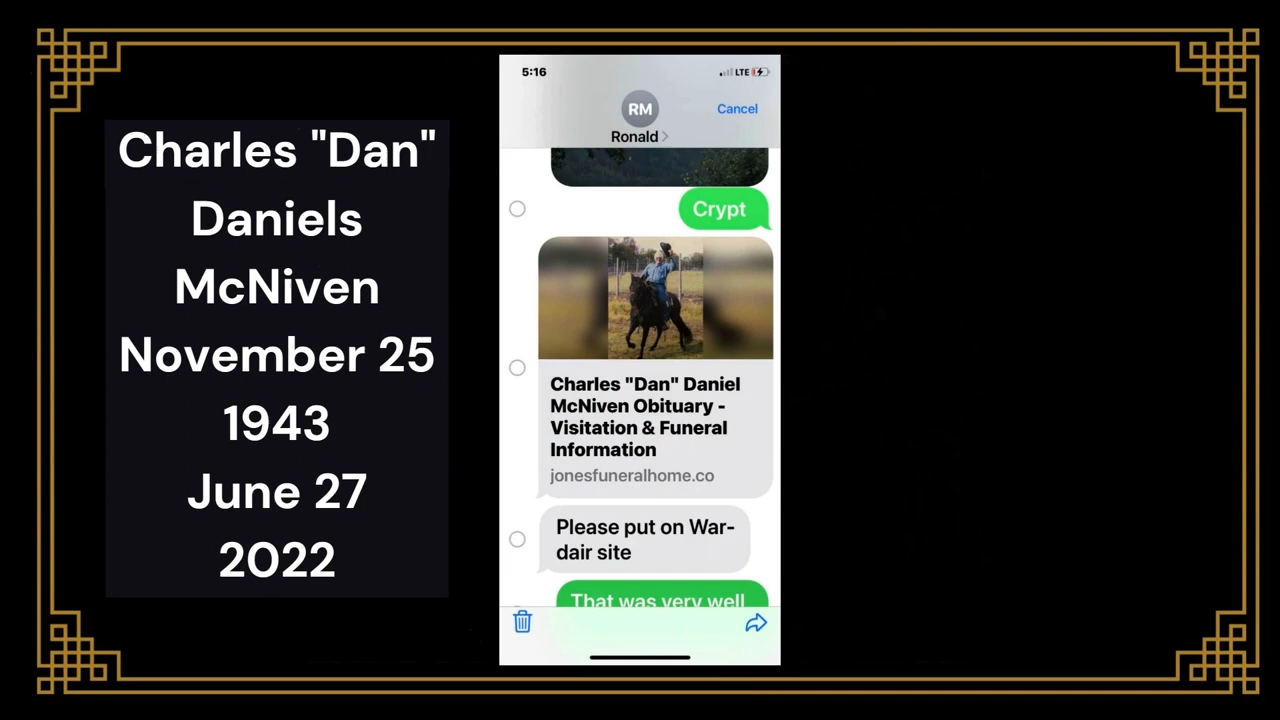 Charles "Dan"
Daniels
McNiven
November 25
1943
June 27
2022
5:16
LTE
RM
Cancel
Ronald
Crypt
Charles "Dan" Daniel
McNiven Obituary -
Visitation & Funeral
Information
jonesfuneralhome.co
Please put on War-
dair site
That was very well